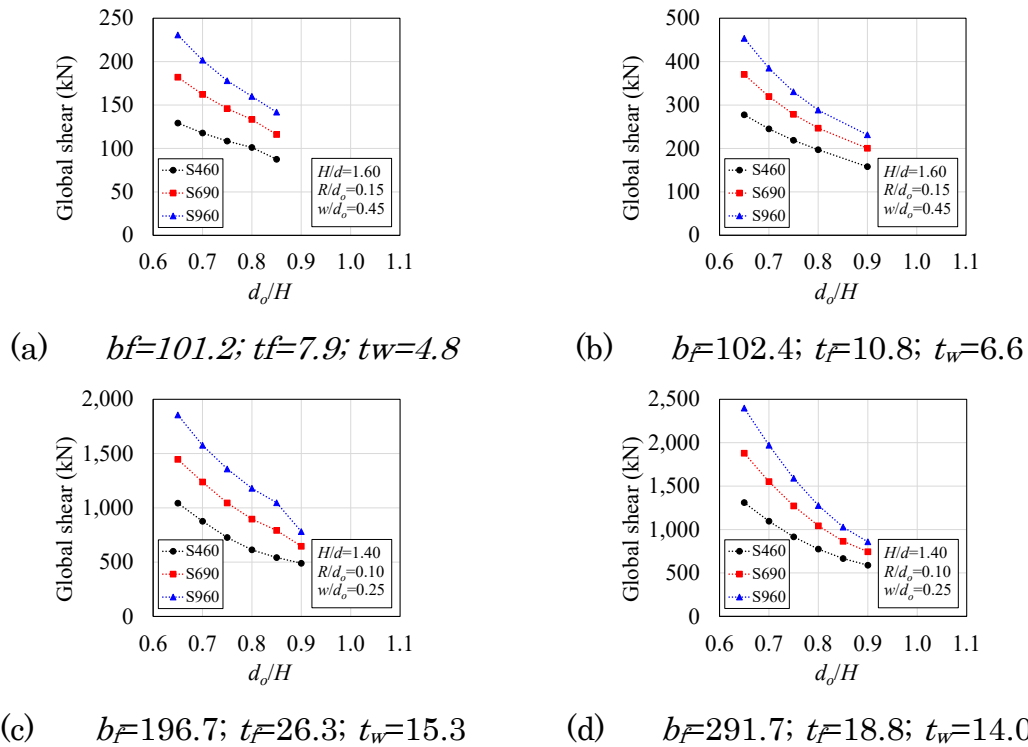 250
200
150
100
50
0
Global shear (kN)
S460
S690
S960
H/d=1.60
R/do=0.15
w/do=0.45
0.6 0.7 0.8 0.9 1.0 1.1
do/H
(a) bf=101.2; tf=7.9; tw=4.8
500
400
300
200
100
0
Global shear (kN)
S460
S690
S960
H/d=1.60
R/do=0.15
w/do=0.45
0.6 0.7 0.8 0.9 1.0 1.1
do/H
(b) bf=102.4; tf=10.8; tw=6.6
2,000
1,500
1,000
500
0
Global shear (kN)
S460
S690
S960
H/d=1.40
R/do=0.10
w/do=0.25
0.6 0.7 0.8 0.9 1.0 1.1
do/H
(c) bf=196.7; tf=26.3; tw=15.3
2,500
2,000
1,500
1,000
500
0
Global shear (kN)
S460
S690
S960
H/d=1.40
R/do=0.10
w/do=0.25
0.6 0.7 0.8 0.9 1.0 1.1
do/H
(d) bf=291.7; tf=18.8; tw=14.0